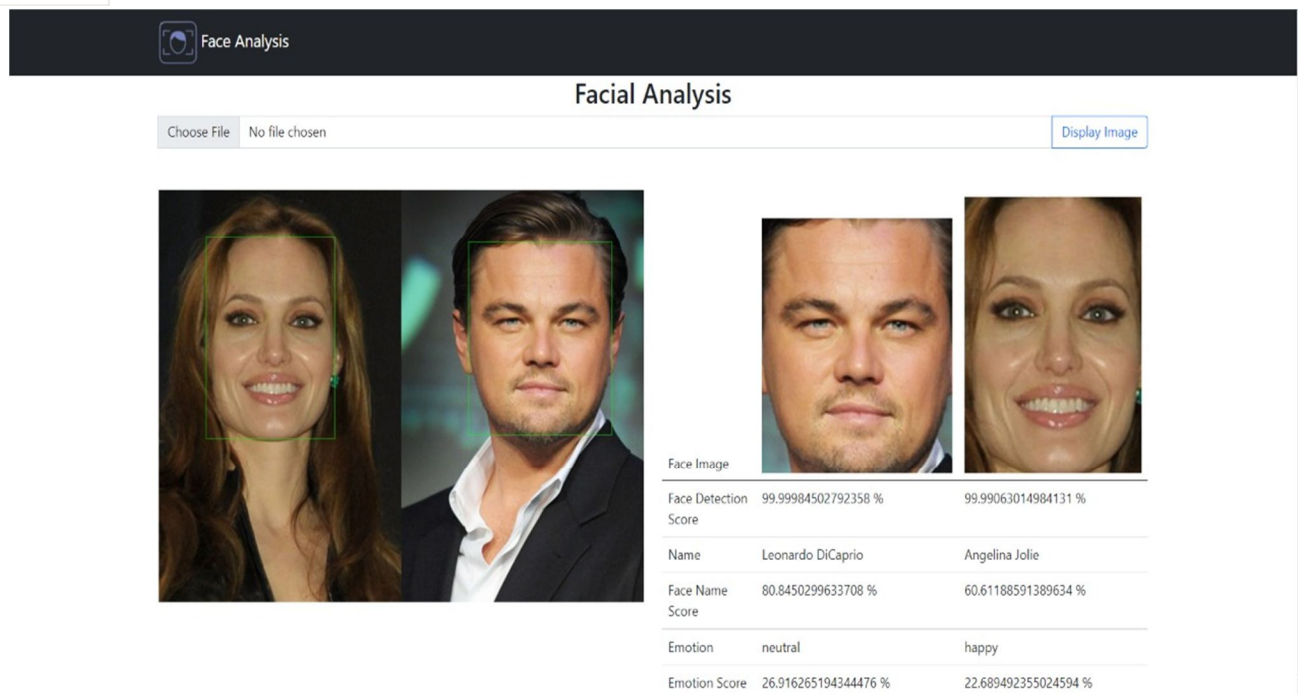 Face Analysis
Facial Analysis
Choose File No file chosen Display Image
Face Image
Face Detection Score 99.99984502792358 % 99.99063014984131 %
Name Leonardo DiCaprio Angelina Jolie
Face Name Score 80.8450299633708 % 60.61188591389634 %
Emotion neutral happy
Emotion Score 26.916265194344476 % 22.689492355024594 %